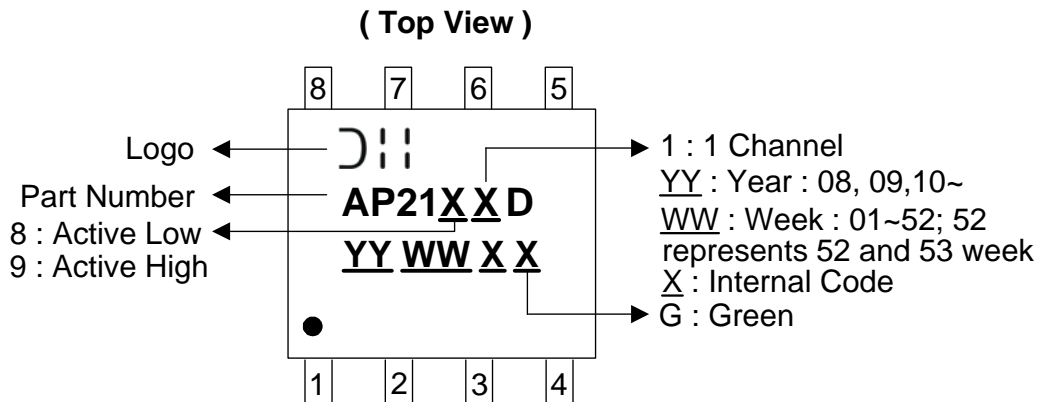 ( Top View )
8 7 6 5
Logo
Part Number
8 : Active Low
9 : Active High
AP21X X D
YY WW X X
1 : 1 Channel
YY : Year : 08, 09,10~
WW : Week : 01~52; 52
represents 52 and 53 week
X : Internal Code
G : Green
1 2 3 4